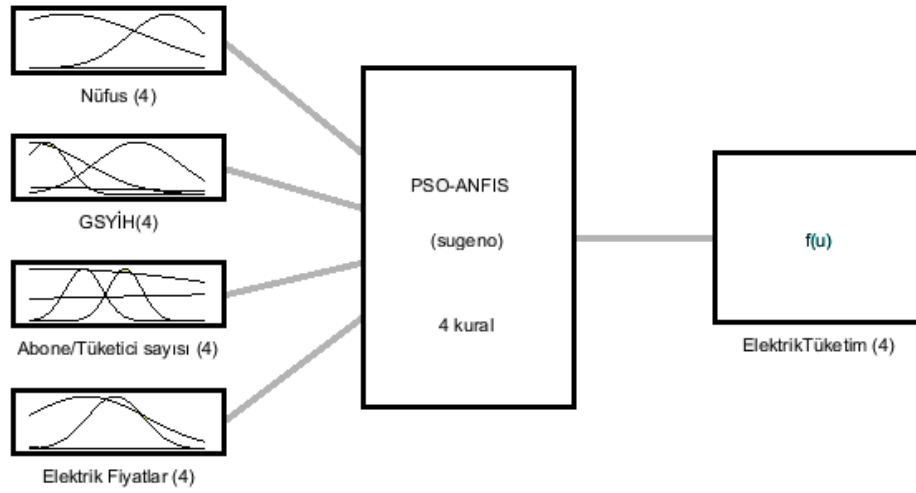 Nüfus (4)
GSYİH(4)
Abone/Tüketici sayısı (4)
Elektrik Fiyatlar (4)
PSO-ANFIS
(sugeno)
4 kural
f(u)
ElektrikTüketim (4)